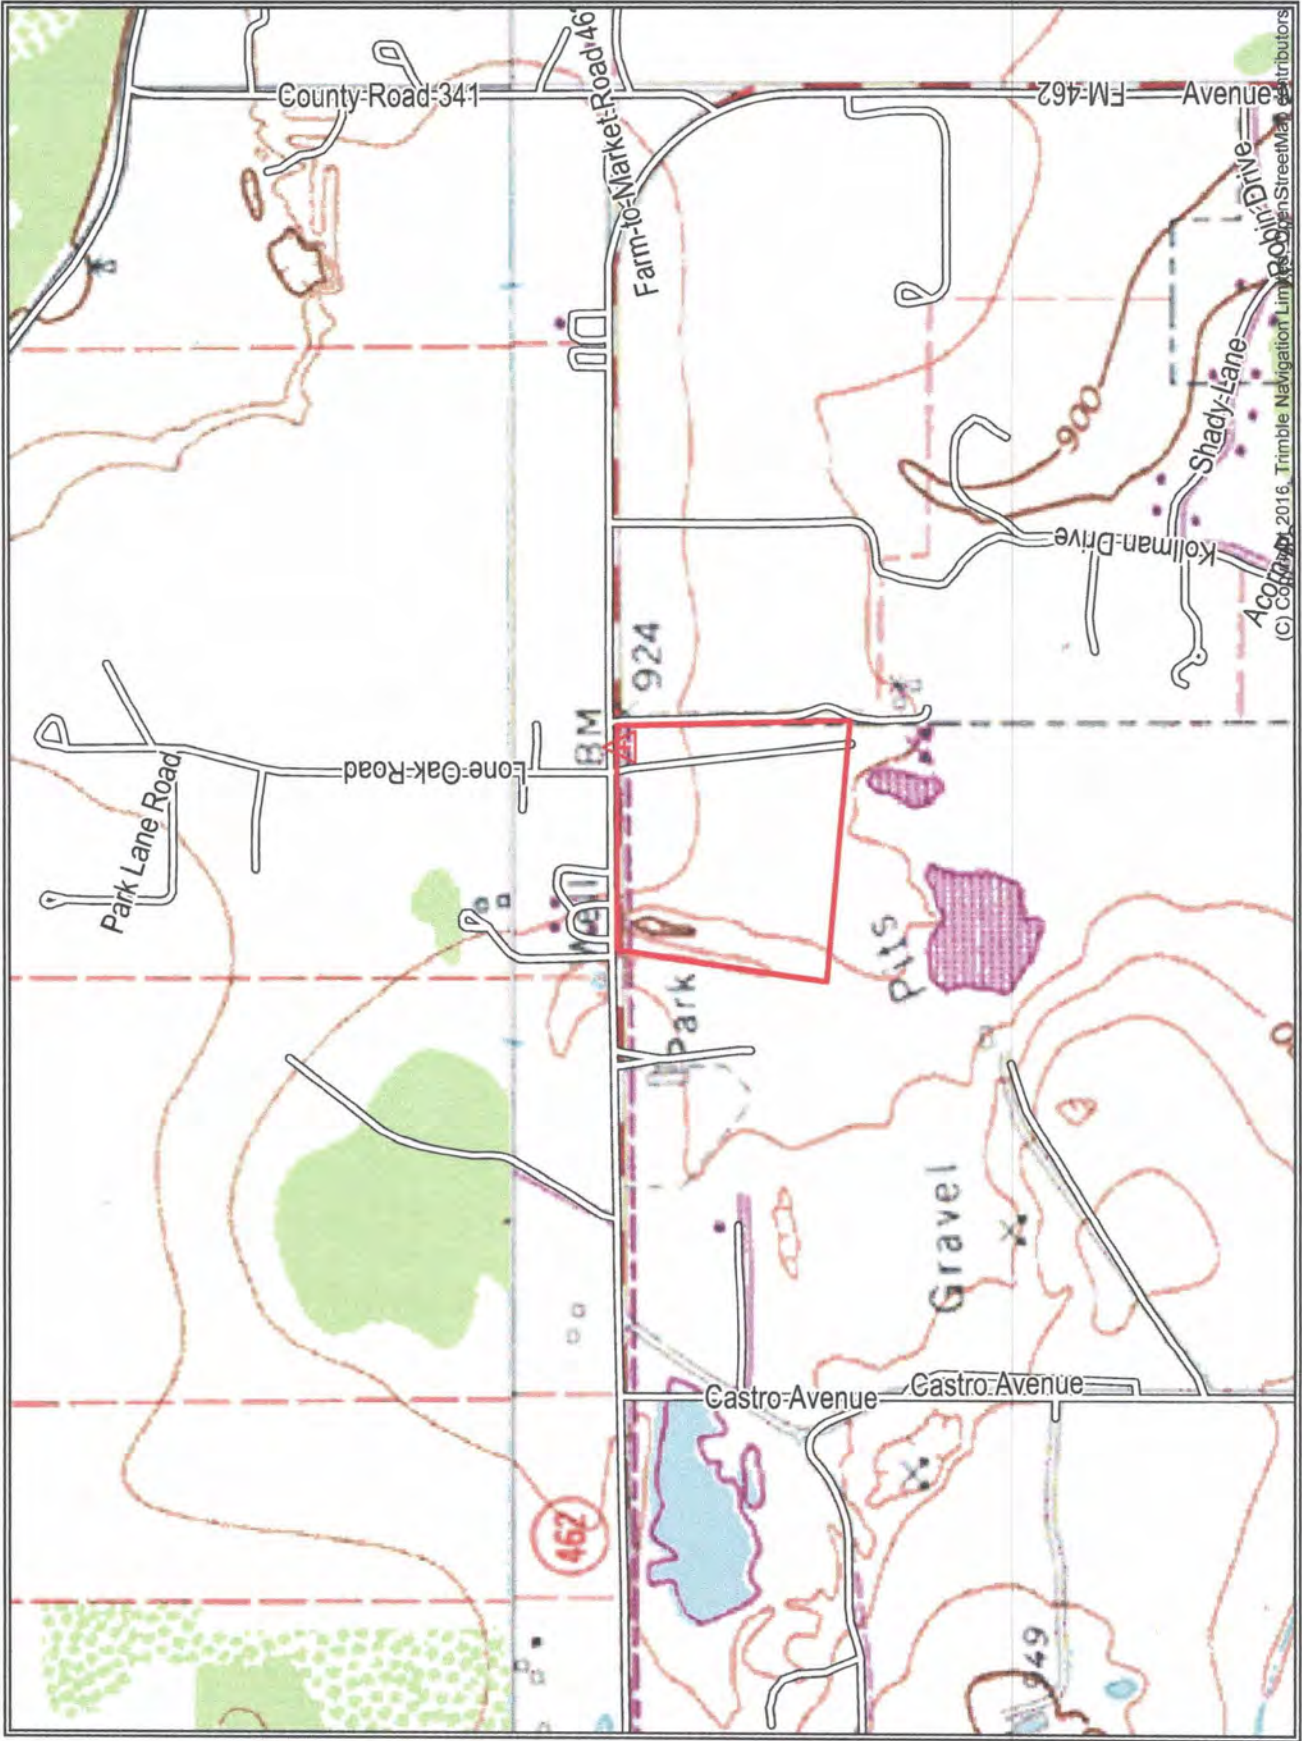 County Road 341
Farm-to-Market Road 46
FM 462
Avenue
Robin Drive
Shady Lane
900
Kollman Drive
924
BM
Lone Oak Road
Park Lane Road
Well
Park
Pits
Gravel
Castro Avenue
Castro Avenue
462
949
(C) Copyright 2016, Trimble Navigation Limited, OpenStreetMap contributors